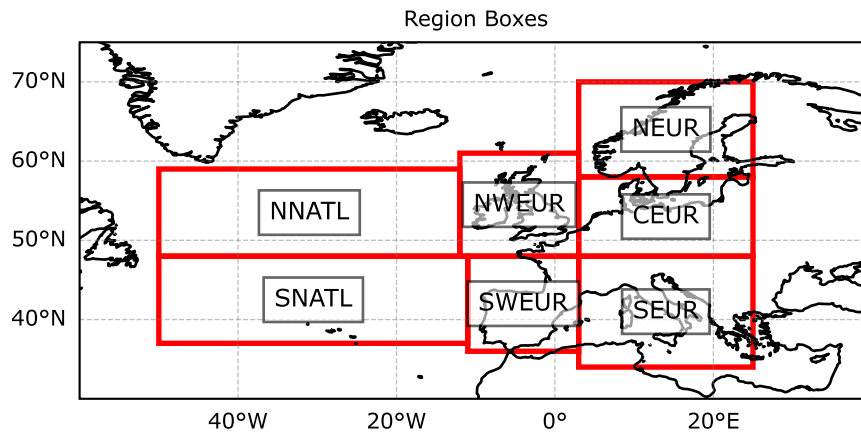 Region Boxes
70°N
60°N
50°N
40°N
NEUR
NNATL
NWEUR
CEUR
SNATL
SWEUR
SEUR
40°W
20°W
0°
20°E